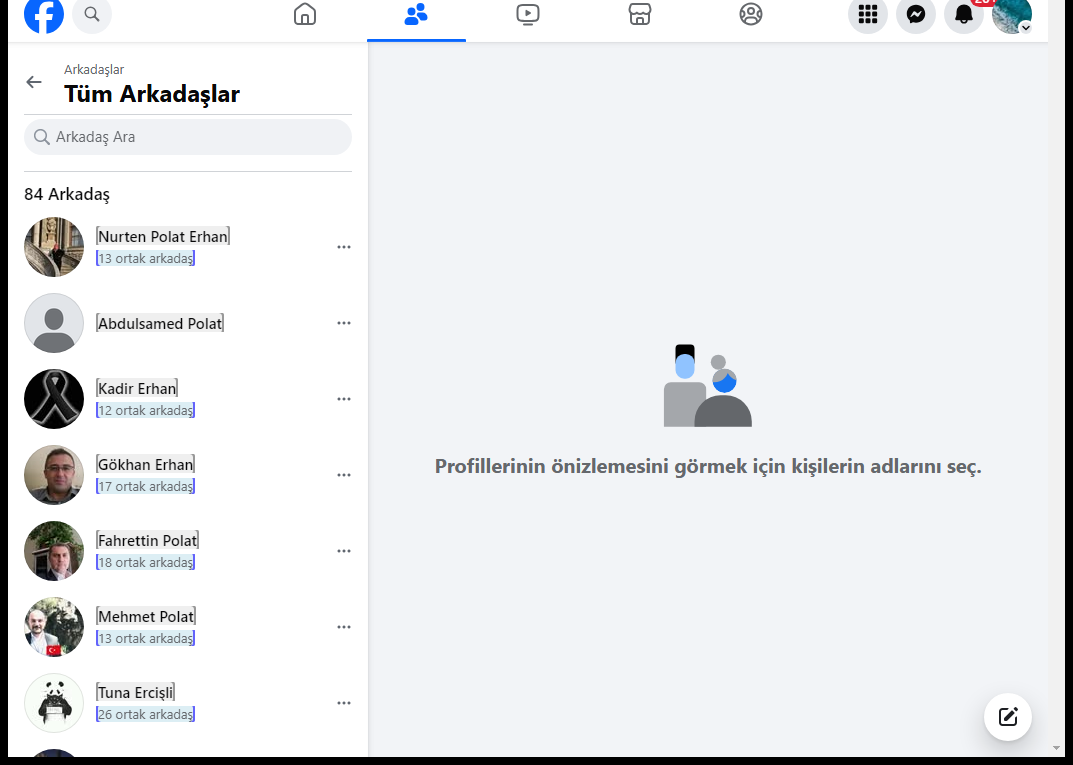 Arkadaşlar
Tüm Arkadaşlar
Arkadaş Ara
84 Arkadaş
Nurten Polat Erhan
13 ortak arkadaş
Abdulsamed Polat
Kadir Erhan
12 ortak arkadaş
Gökhan Erhan
17 ortak arkadaş
Fahrettin Polat
18 ortak arkadaş
Mehmet Polat
13 ortak arkadaş
Tuna Ercişli
26 ortak arkadaş
Profillerinin önizlemesini görmek için kişilerin adlarını seç.